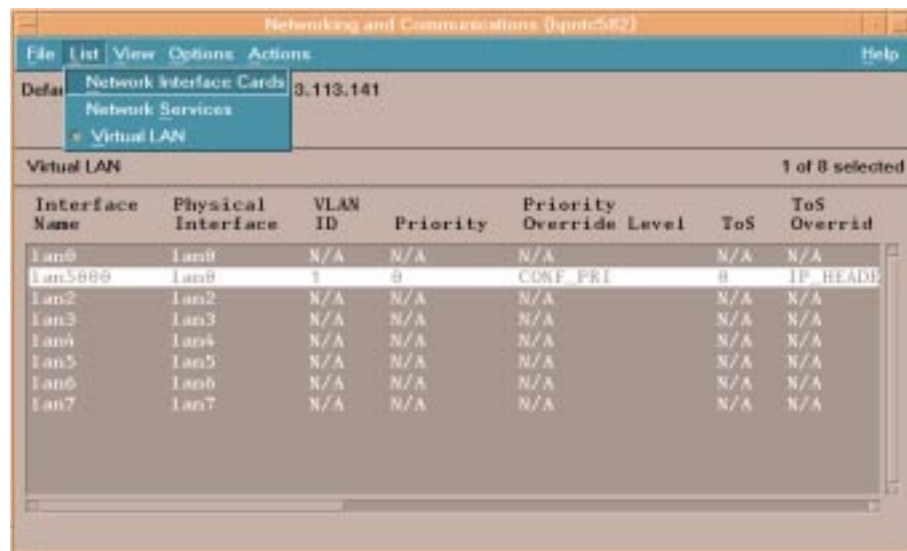 Networking and Communications (hpntc582)
File List View Options Actions Help
Network Interface Cards
Defau 3.113.141
Network Services
Virtual LAN
Virtual LAN 1 of 8 selected
Interface Name Physical Interface VLAN ID Priority Priority Override Level ToS ToS Overrid
lan0 lan0 N/A N/A N/A N/A N/A
lan5000 lan0 1 0 CONF_PRI 0 IP_HEADE
lan2 lan2 N/A N/A N/A N/A N/A
lan3 lan3 N/A N/A N/A N/A N/A
lan4 lan4 N/A N/A N/A N/A N/A
lan5 lan5 N/A N/A N/A N/A N/A
lan6 lan6 N/A N/A N/A N/A N/A
lan7 lan7 N/A N/A N/A N/A N/A